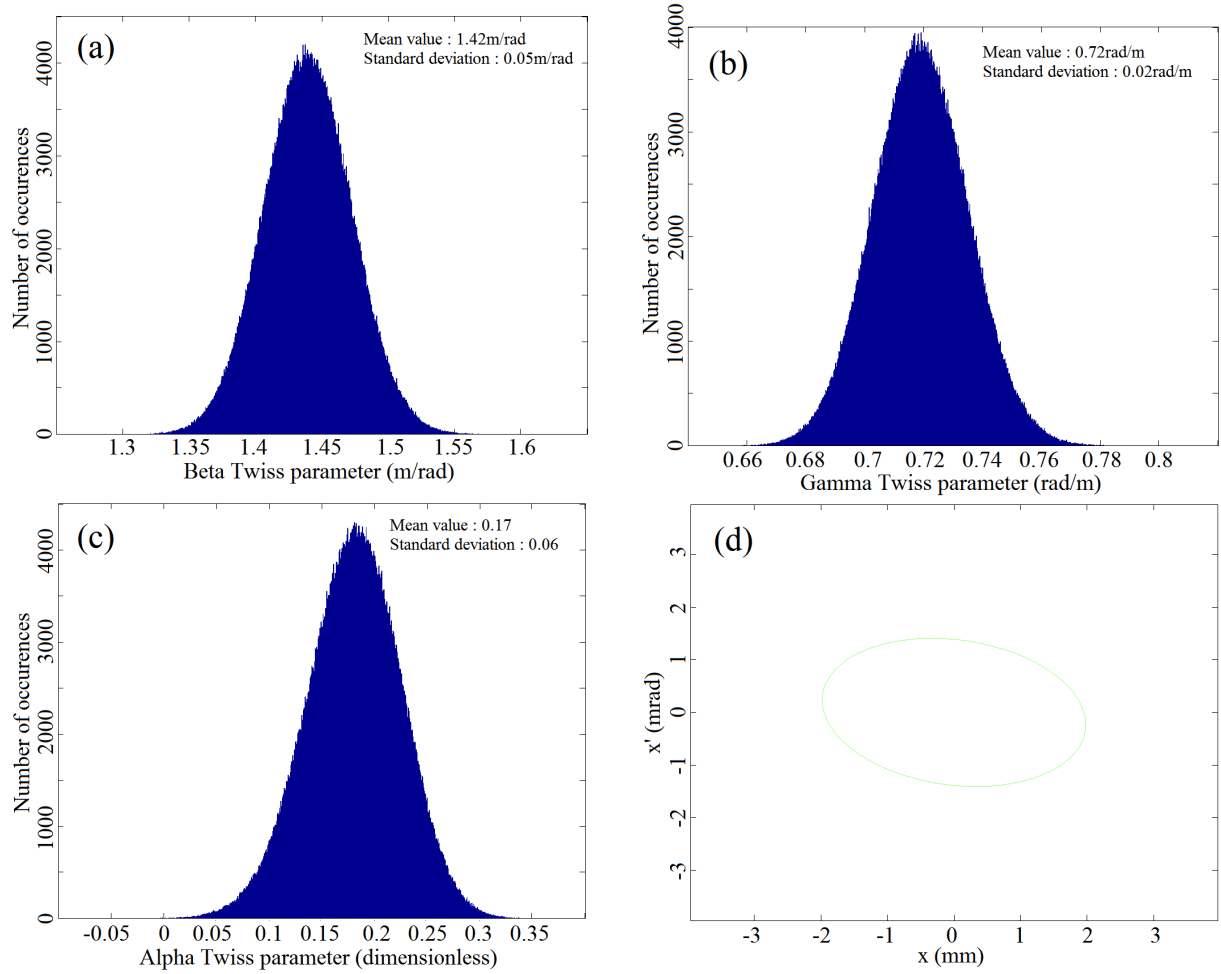 (a)
Mean value : 1.42m/rad
Standard deviation : 0.05m/rad
Number of occurences
0
1000
2000
3000
4000
1.3
1.35
1.4
1.45
1.5
1.55
1.6
Beta Twiss parameter (m/rad)
(b)
Mean value : 0.72rad/m
Standard deviation : 0.02rad/m
Number of occurences
0
1000
2000
3000
4000
0.66
0.68
0.7
0.72
0.74
0.76
0.78
0.8
Gamma Twiss parameter (rad/m)
(c)
Mean value : 0.17
Standard deviation : 0.06
Number of occurences
0
1000
2000
3000
4000
-0.05
0
0.05
0.1
0.15
0.2
0.25
0.3
0.35
Alpha Twiss parameter (dimensionless)
(d)
x' (mrad)
3
2
1
0
-1
-2
-3
-3
-2
-1
0
1
2
3
x (mm)